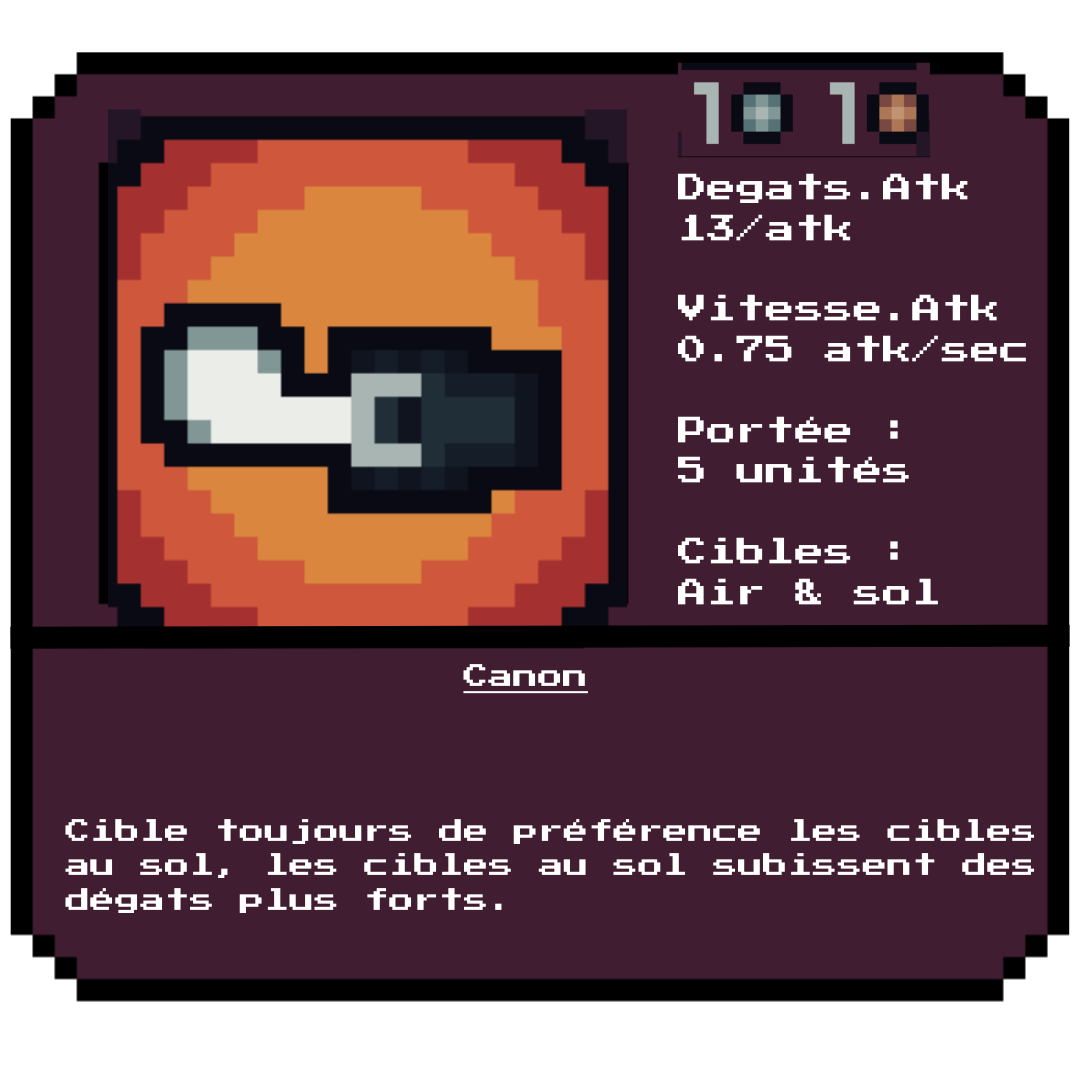 1 1
Degats.Atk
13/atk
Vitesse.Atk
0.75 atk/sec
Portée :
5 unités
Cibles :
Air & sol
Canon
Cible toujours de préférence les cibles
au sol, les cibles au sol subissent des
dégats plus forts.